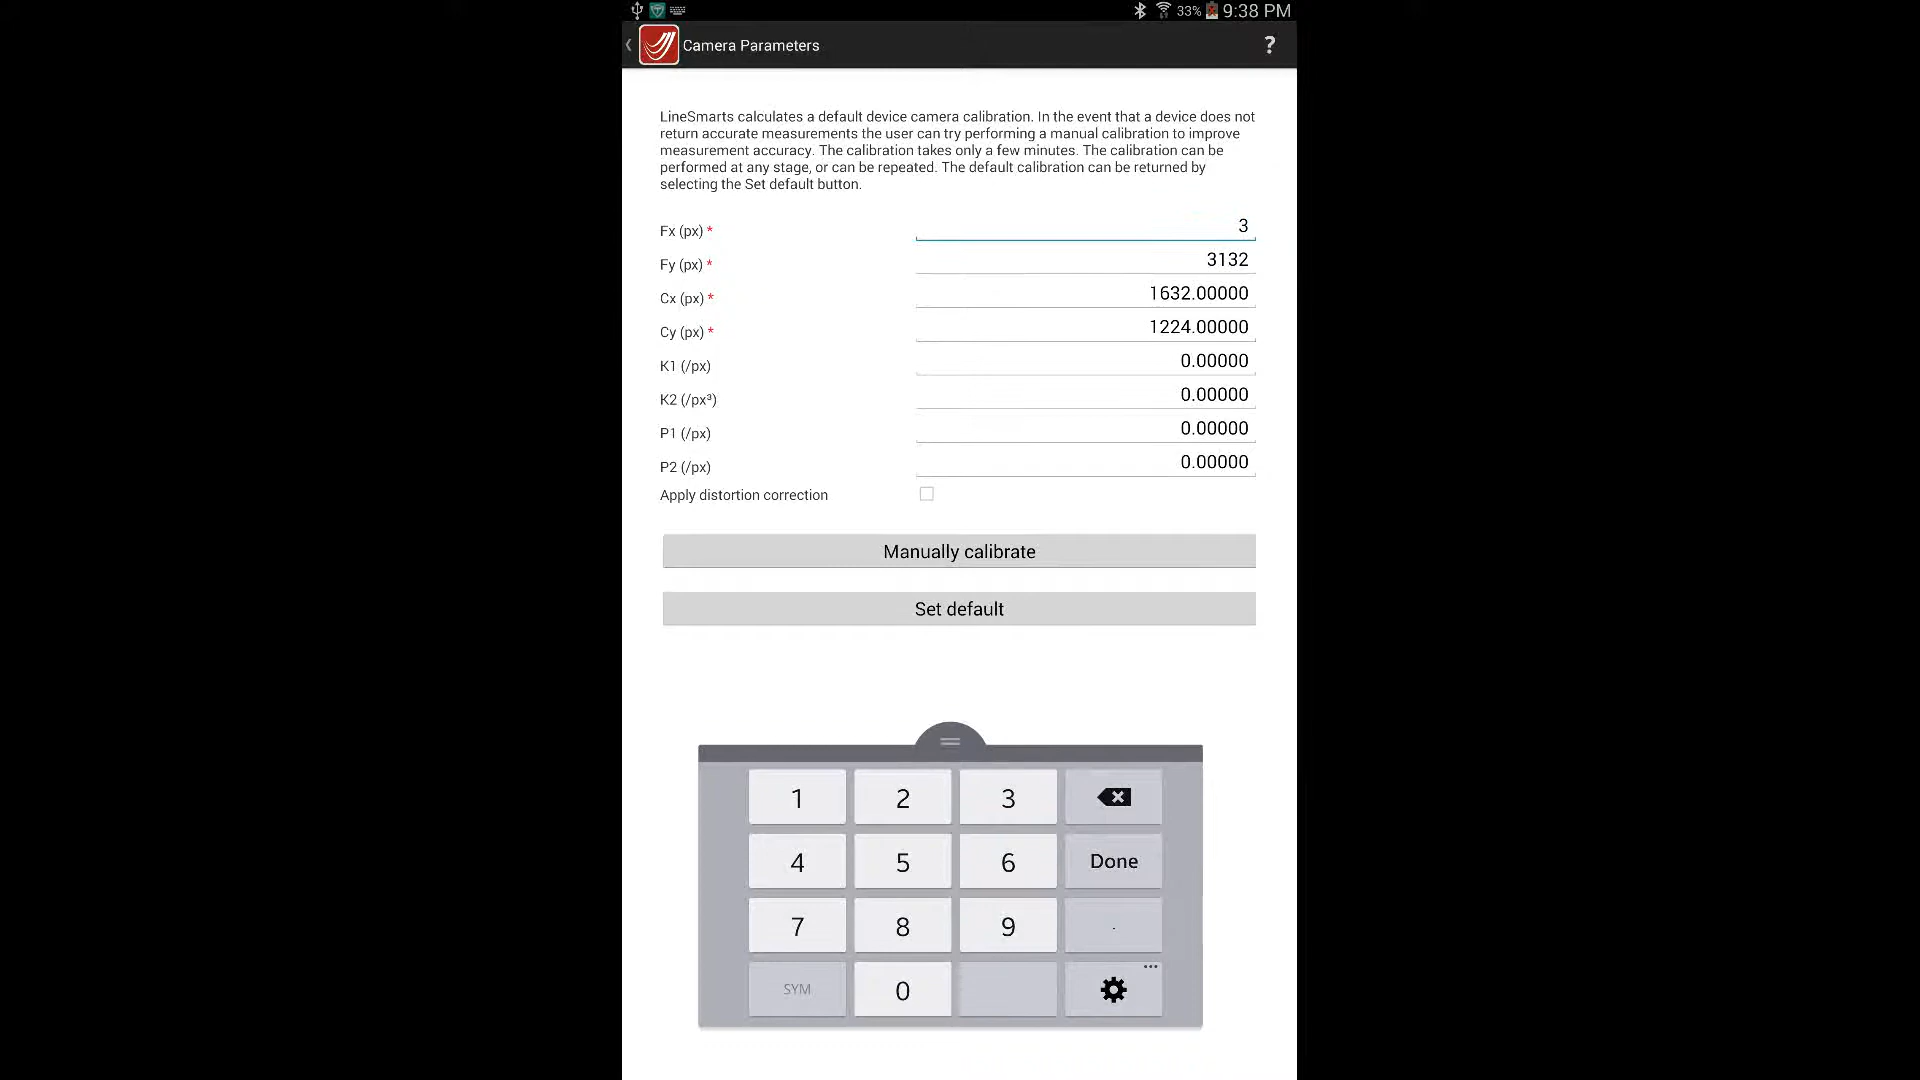 33% 9:38 PM
Camera Parameters ?
LineSmarts calculates a default device camera calibration. In the event that a device does not
return accurate measurements the user can try performing a manual calibration to improve
measurement accuracy. The calibration takes only a few minutes. The calibration can be
performed at any stage, or can be repeated. The default calibration can be returned by
selecting the Set default button.
Fx (px) * 3
Fy (px) * 3132
Cx (px) * 1632.00000
Cy (px) * 1224.00000
K1 (/px) 0.00000
K2 (/px³) 0.00000
P1 (/px) 0.00000
P2 (/px) 0.00000
Apply distortion correction
Manually calibrate
Set default
1 2 3
4 5 6 Done
7 8 9 .
SYM 0 ...